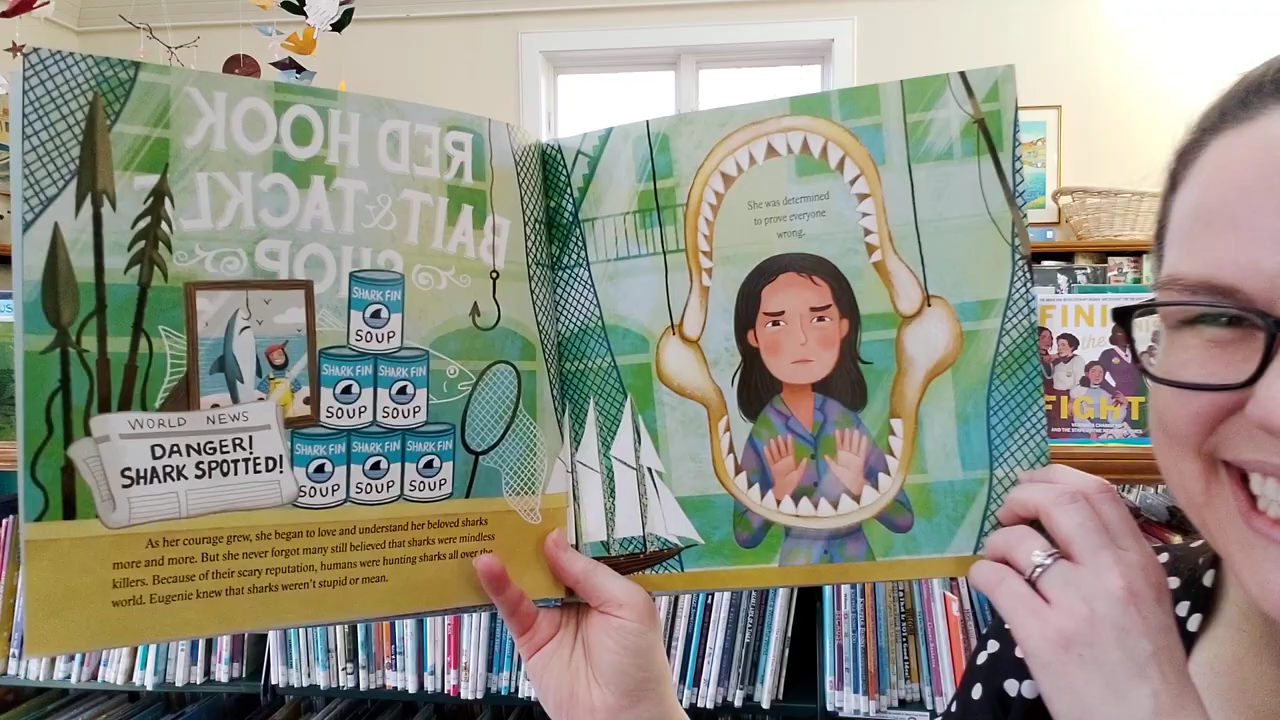 RED HOOK
BAIT & TACKLE
SHOP
SHARK FIN
SOUP
SHARK FIN
SOUP
SHARK FIN
SOUP
SHARK FIN
SOUP
SHARK FIN
SOUP
SHARK FIN
SOUP
WORLD NEWS
DANGER!
SHARK SPOTTED!
As her courage grew, she began to love and understand her beloved sharks
more and more. But she never forgot many still believed that sharks were mindless
killers. Because of their scary reputation, humans were hunting sharks all over the
world. Eugenie knew that sharks weren't stupid or mean.
She was determined
to prove everyone
wrong.
FINI
the
FIGHT